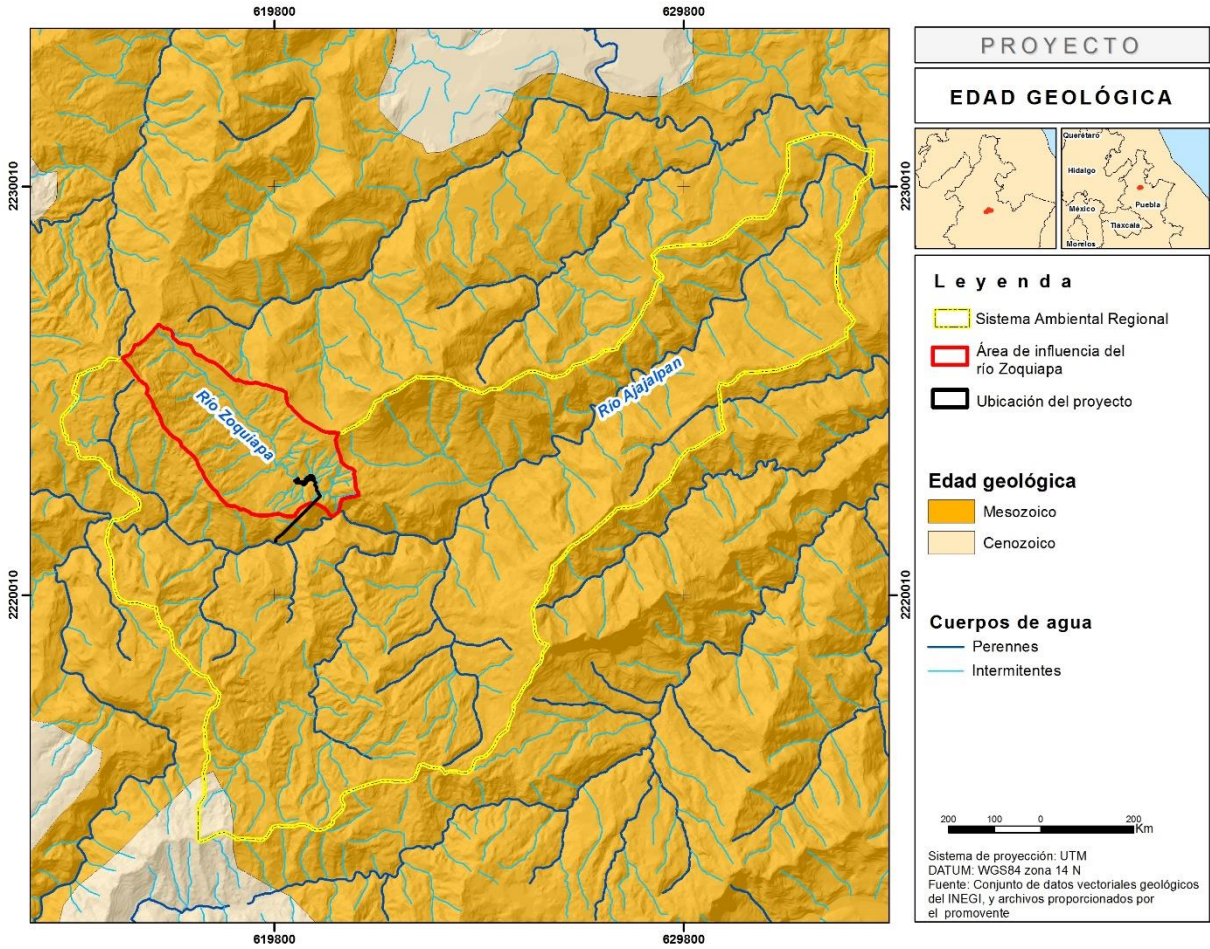 619800
629800
2230010
2230010
2220010
2220010
619800
629800
Río Zoquiapa
Río Ajajalpan
PROYECTO
EDAD GEOLÓGICA
Querétaro
Hidalgo
México
Puebla
Tlaxcala
Morelos
Leyenda
Sistema Ambiental Regional
Área de influencia del
río Zoquiapa
Ubicación del proyecto
Edad geológica
Mesozoico
Cenozoico
Cuerpos de agua
Perennes
Intermitentes
200 100 0 200
Km
Sistema de proyección: UTM
DATUM: WGS84 zona 14 N
Fuente: Conjunto de datos vectoriales geológicos
del INEGI, y archivos proporcionados por
el promovente